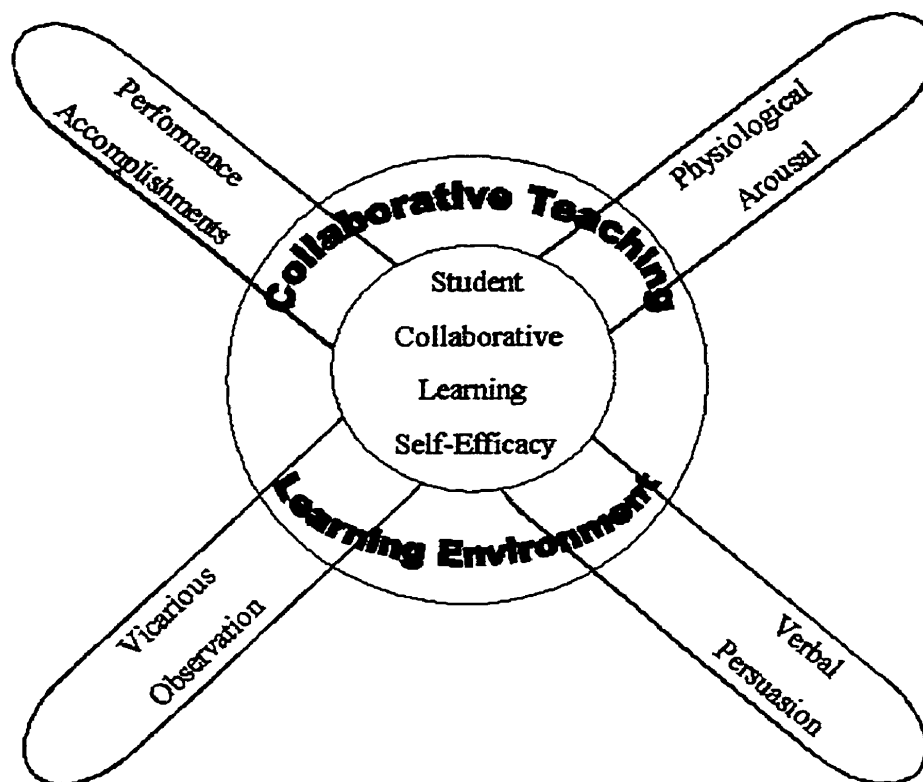 Performance
Accomplishments
Physiological
Arousal
Collaborative Teaching
Student
Collaborative
Learning
Self-Efficacy
Learning Environment
Vicarious
Observation
Verbal
Persuasion